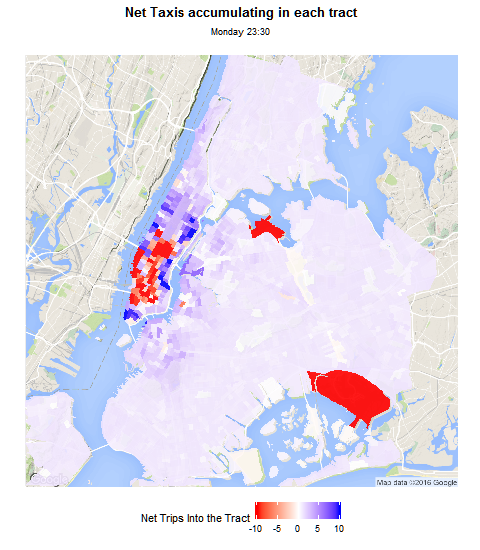 Net Taxis accumulating in each tract
Monday 23:30
Map data ©2016 Google
Net Trips Into the Tract
-10 -5 0 5 10